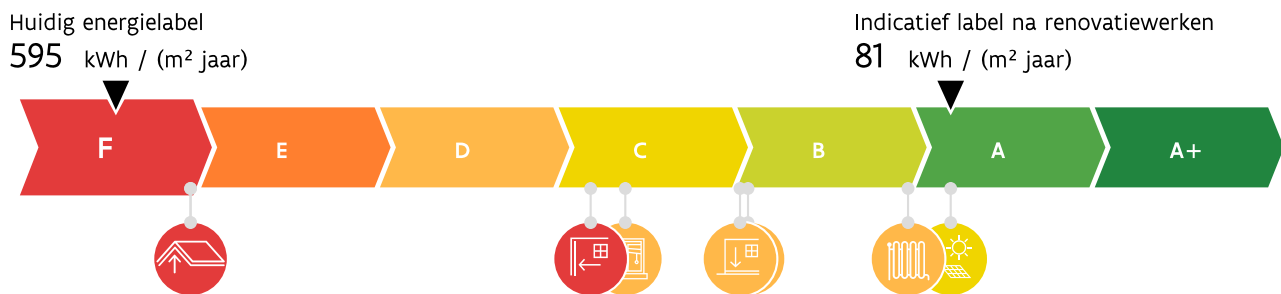 Huidig energielabel
595 kWh / (m² jaar)
Indicatief label na renovatiewerken
81 kWh / (m² jaar)
F E D C B A A+